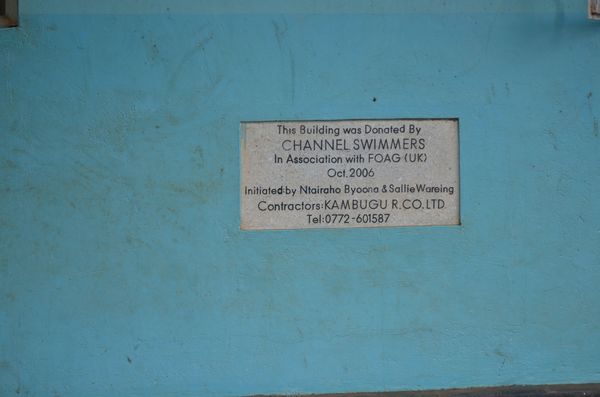 This Building was Donated By
CHANNEL SWIMMERS
In Association with FOAG (UK)
Oct. 2006
Initiated by Ntairaho Byoona & Sallie Wareing
Contractors: KAMBUGU R. CO. LTD
Tel: 0772-601587